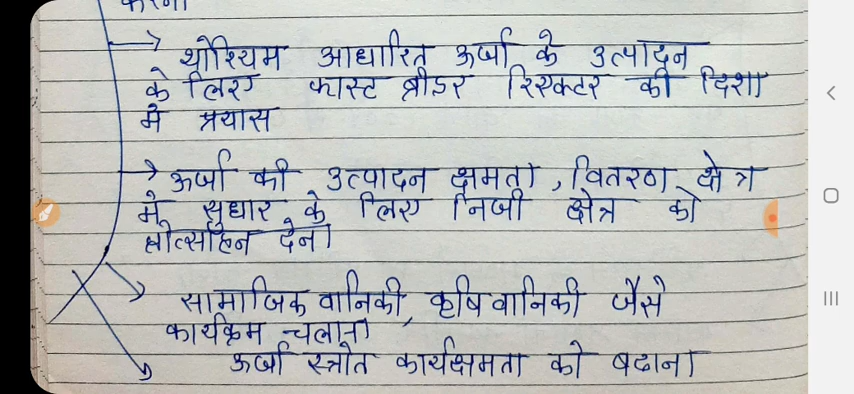 करना
थोरियम आधारित ऊर्जा के उत्पादन
के लिए फास्ट ब्रीडर रिएक्टर की दिशा
में प्रयास
ऊर्जा की उत्पादन क्षमता, वितरण क्षेत्र
में सुधार के लिए निजी क्षेत्र को
प्रोत्साहन देना
सामाजिक वानिकी, कृषि वानिकी जैसे
कार्यक्रम चलाना
ऊर्जा स्त्रोत कार्यक्षमता को बढाना